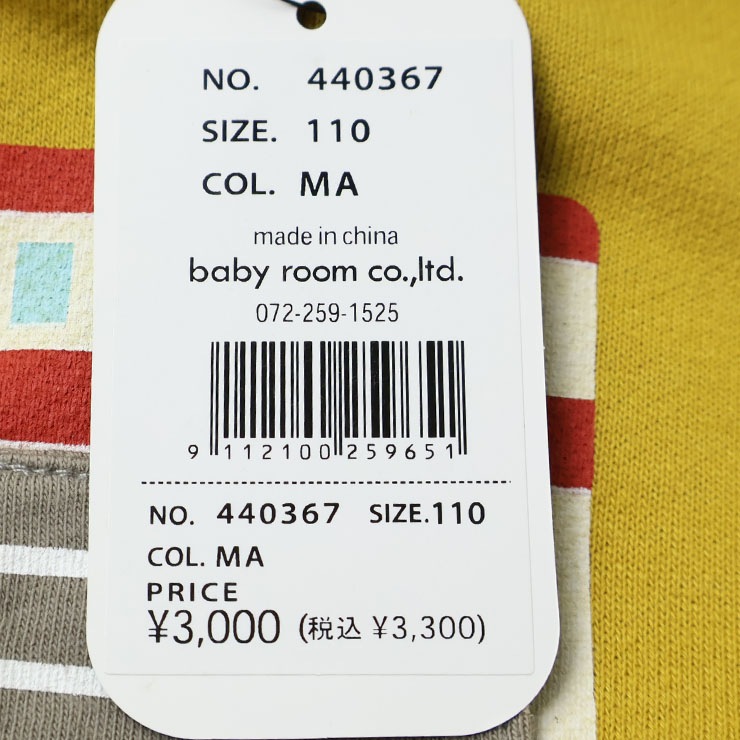 NO. 440367
SIZE. 110
COL. MA
made in china
baby room co.,ltd.
072-259-1525
9 112100 259651
NO. 440367 SIZE.110
COL. MA
PRICE
¥3,000 (税込 ¥3,300)